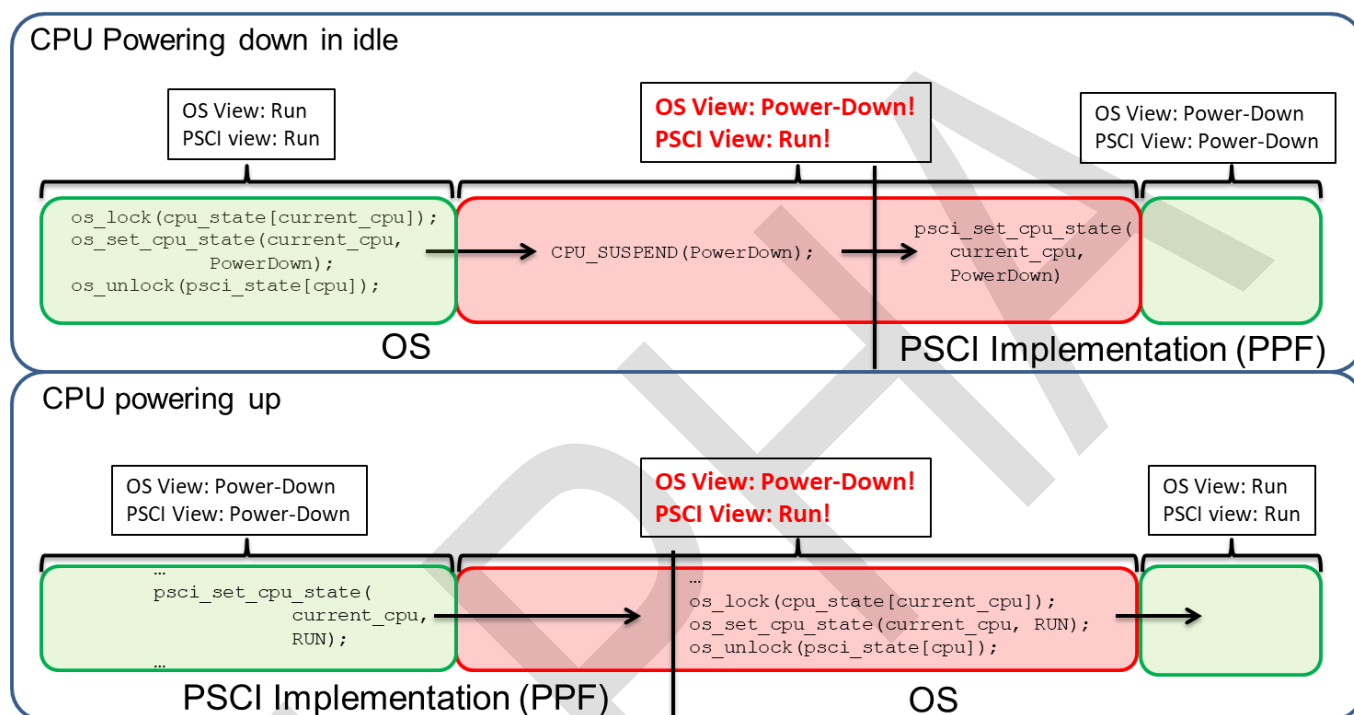 CPU Powering down in idle
OS View: Run
PSCI view: Run
OS View: Power-Down!
PSCI View: Run!
OS View: Power-Down
PSCI View: Power-Down
os_lock(cpu_state[current_cpu]);
os_set_cpu_state(current_cpu,
PowerDown);
os_unlock(psci_state[cpu]);
CPU_SUSPEND(PowerDown);
psci_set_cpu_state(
current_cpu,
PowerDown)
OS
PSCI Implementation (PPF)
CPU powering up
OS View: Power-Down
PSCI View: Power-Down
OS View: Power-Down!
PSCI View: Run!
OS View: Run
PSCI view: Run
…
psci_set_cpu_state(
current_cpu,
RUN);
…
…
os_lock(cpu_state[current_cpu]);
os_set_cpu_state(current_cpu, RUN);
os_unlock(psci_state[cpu]);
PSCI Implementation (PPF)
OS
PHA